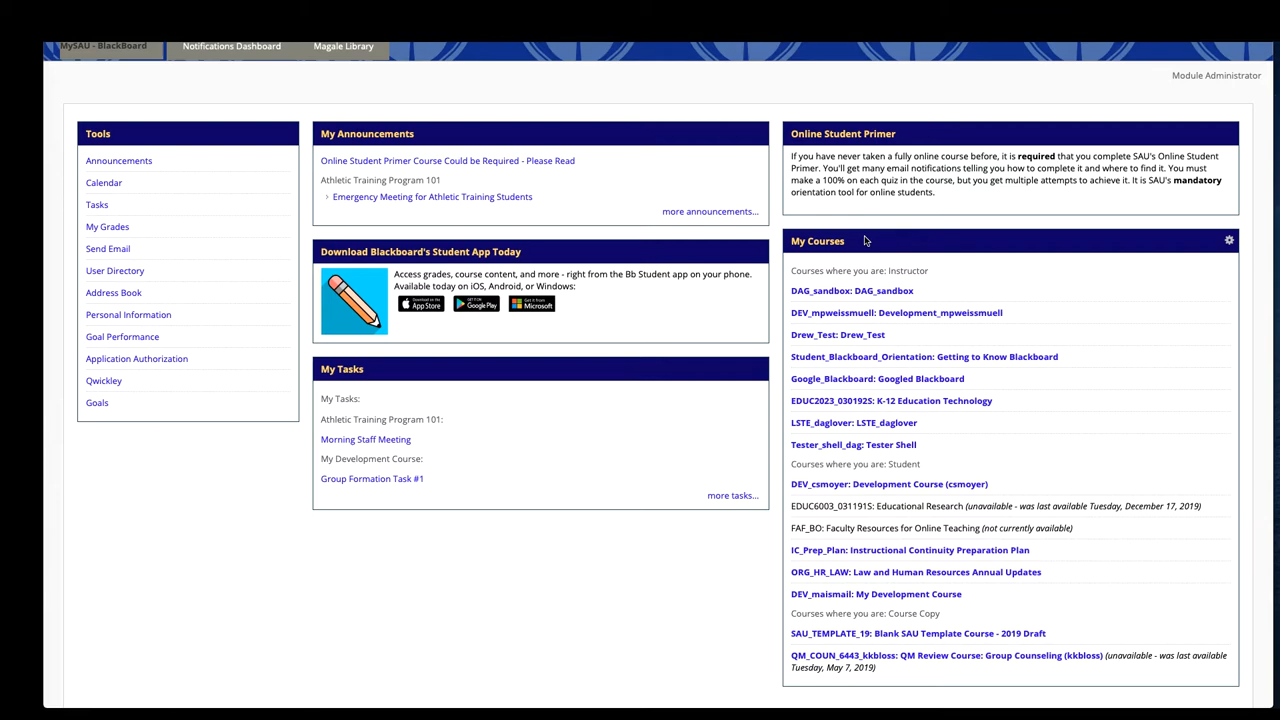 MySAU - BlackBoard
Notifications Dashboard
Magale Library
Module Administrator
Tools
Announcements
Calendar
Tasks
My Grades
Send Email
User Directory
Address Book
Personal Information
Goal Performance
Application Authorization
Qwickley
Goals
My Announcements
Online Student Primer Course Could be Required - Please Read
Athletic Training Program 101
Emergency Meeting for Athletic Training Students
more announcements...
Download Blackboard's Student App Today
Access grades, course content, and more - right from the Bb Student app on your phone.
Available today on iOS, Android, or Windows:
App Store
Google Play
Microsoft
My Tasks
My Tasks:
Athletic Training Program 101:
Morning Staff Meeting
My Development Course:
Group Formation Task #1
more tasks...
Online Student Primer
If you have never taken a fully online course before, it is required that you complete SAU's Online Student
Primer. You'll get many email notifications telling you how to complete it and where to find it. You must
make a 100% on each quiz in the course, but you get multiple attempts to achieve it. It is SAU's mandatory
orientation tool for online students.
My Courses
Courses where you are: Instructor
DAG_sandbox: DAG_sandbox
DEV_mpweissmuell: Development_mpweissmuell
Drew_Test: Drew_Test
Student_Blackboard_Orientation: Getting to Know Blackboard
Google_Blackboard: Googled Blackboard
EDUC2023_030192S: K-12 Education Technology
LSTE_daglover: LSTE_daglover
Tester_shell_dag: Tester Shell
Courses where you are: Student
DEV_csmoyer: Development Course (csmoyer)
EDUC6003_031191S: Educational Research (unavailable - was last available Tuesday, December 17, 2019)
FAF_BO: Faculty Resources for Online Teaching (not currently available)
IC_Prep_Plan: Instructional Continuity Preparation Plan
ORG_HR_LAW: Law and Human Resources Annual Updates
DEV_maismail: My Development Course
Courses where you are: Course Copy
SAU_TEMPLATE_19: Blank SAU Template Course - 2019 Draft
QM_COUN_6443_kkbloss: QM Review Course: Group Counseling (kkbloss) (unavailable - was last available
Tuesday, May 7, 2019)